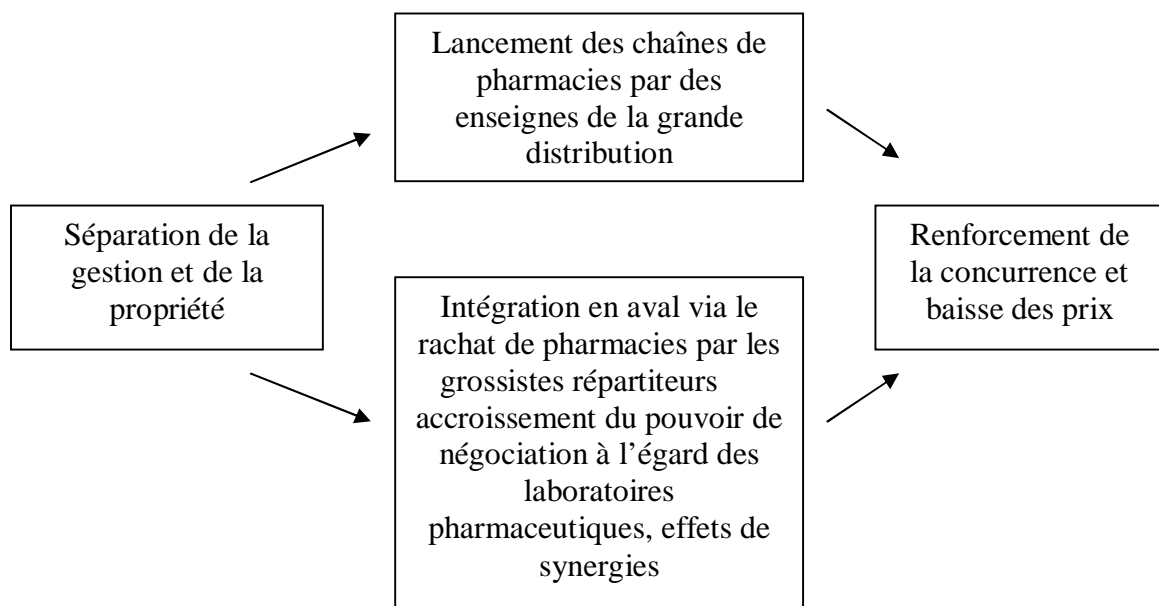 Lancement des chaînes de
pharmacies par des
enseignes de la grande
distribution
Séparation de la
gestion et de la
propriété
Renforcement de
la concurrence et
baisse des prix
Intégration en aval via le
rachat de pharmacies par les
grossistes répartiteurs
accroissement du pouvoir de
négociation à l’égard des
laboratoires
pharmaceutiques, effets de
synergies